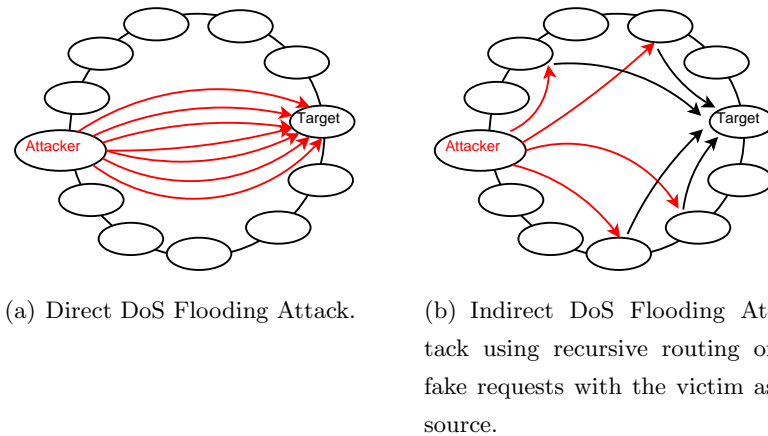 Target
Attacker
Target
Attacker
(a) Direct DoS Flooding Attack.
(b) Indirect DoS Flooding At-
tack using recursive routing or
fake requests with the victim as
source.